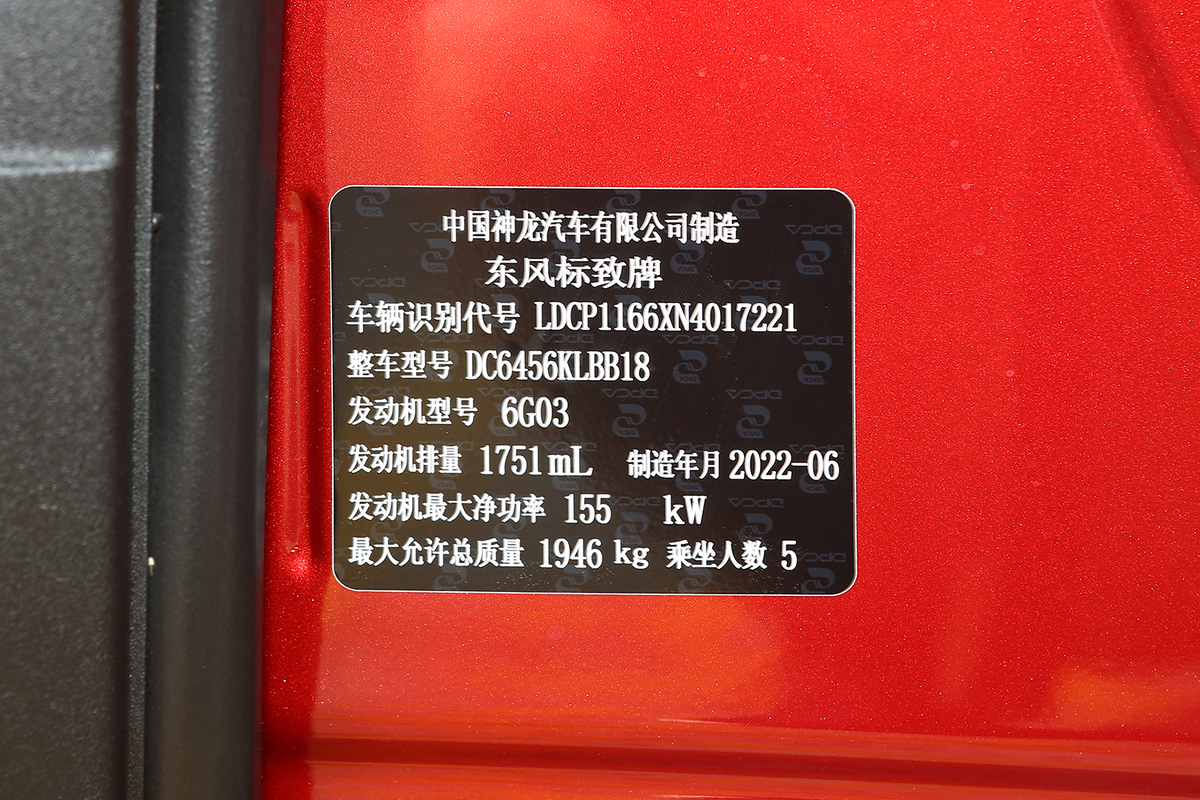 中国神龙汽车有限公司制造
东风标致牌
车辆识别代号 LDCP1166XN4017221
整车型号 DC6456KLBB18
发动机型号 6G03
发动机排量 1751mL 制造年月 2022-06
发动机最大净功率 155 kW
最大允许总质量 1946 kg 乘坐人数 5